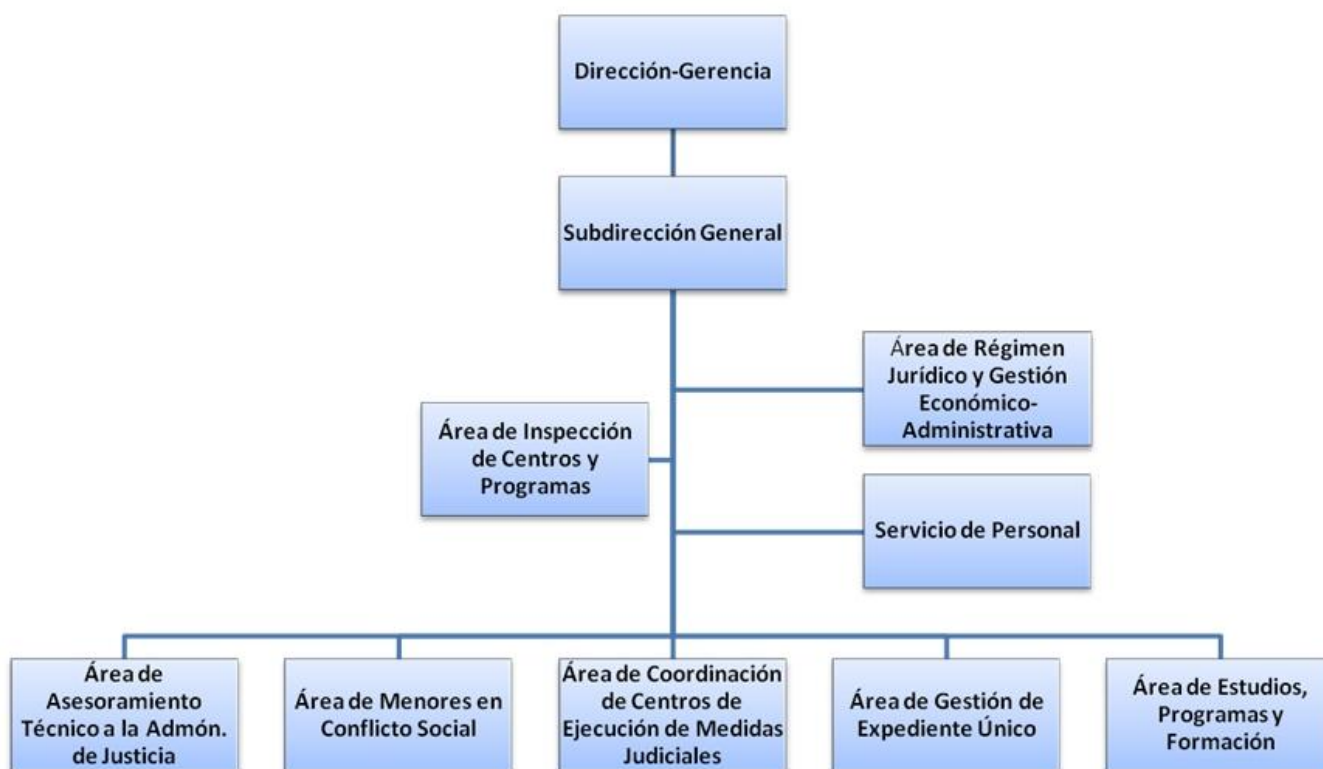 Dirección-Gerencia
Subdirección General
Área de Régimen
Jurídico y Gestión
Económico-
Administrativa
Área de Inspección
de Centros y
Programas
Servicio de Personal
Área de
Asesoramiento
Técnico a la Admón.
de Justicia
Área de Menores en
Conflicto Social
Área de Coordinación
de Centros de
Ejecución de Medidas
Judiciales
Área de Gestión de
Expediente Único
Área de Estudios,
Programas y
Formación